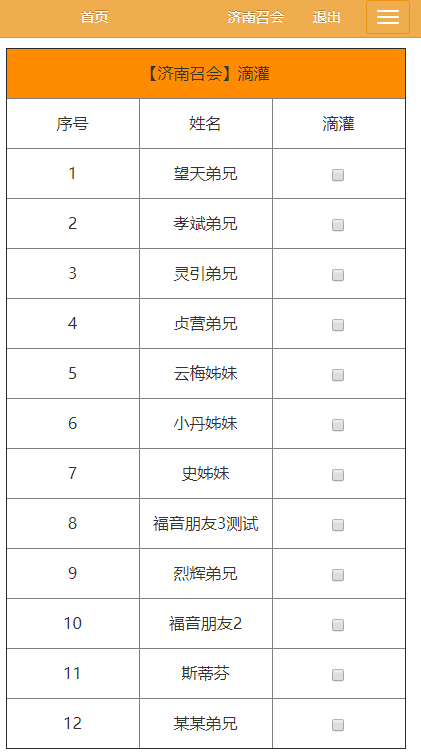 首页 济南召会 退出
【济南召会】滴灌
序号 姓名 滴灌
1 望天弟兄
2 孝斌弟兄
3 灵引弟兄
4 贞营弟兄
5 云梅姊妹
6 小丹姊妹
7 史姊妹
8 福音朋友3测试
9 烈辉弟兄
10 福音朋友2
11 斯蒂芬
12 某某弟兄